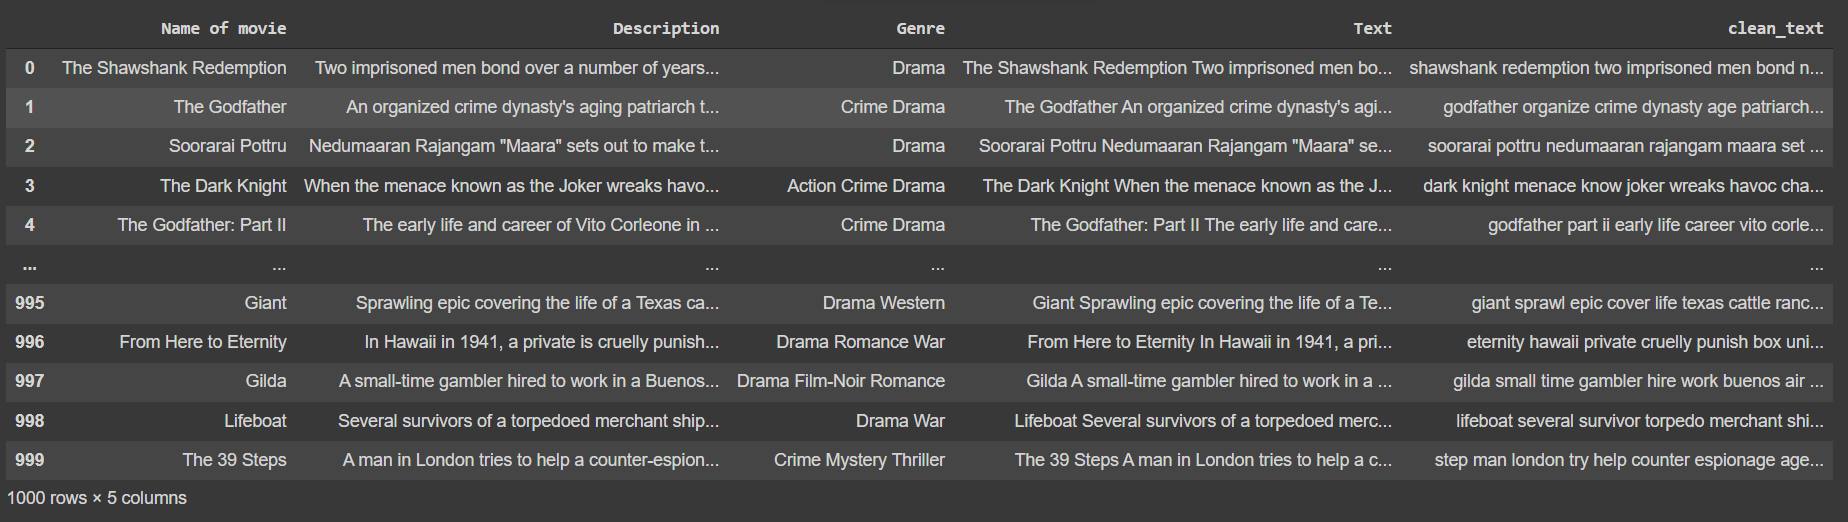 Name of movie Description Genre Text clean_text
0 The Shawshank Redemption Two imprisoned men bond over a number of years... Drama The Shawshank Redemption Two imprisoned men bo... shawshank redemption two imprisoned men bond n...
1 The Godfather An organized crime dynasty's aging patriarch t... Crime Drama The Godfather An organized crime dynasty's agi... godfather organize crime dynasty age patriarch...
2 Soorarai Pottru Nedumaaran Rajangam "Maara" sets out to make t... Drama Soorarai Pottru Nedumaaran Rajangam "Maara" se... soorarai pottru nedumaaran rajangam maara set ...
3 The Dark Knight When the menace known as the Joker wreaks havo... Action Crime Drama The Dark Knight When the menace known as the J... dark knight menace know joker wreaks havoc cha...
4 The Godfather: Part II The early life and career of Vito Corleone in ... Crime Drama The Godfather: Part II The early life and care... godfather part ii early life career vito corle...
... ... ... ... ... ...
995 Giant Sprawling epic covering the life of a Texas ca... Drama Western Giant Sprawling epic covering the life of a Te... giant sprawl epic cover life texas cattle ranc...
996 From Here to Eternity In Hawaii in 1941, a private is cruelly punish... Drama Romance War From Here to Eternity In Hawaii in 1941, a pri... eternity hawaii private cruelly punish box uni...
997 Gilda A small-time gambler hired to work in a Buenos... Drama Film-Noir Romance Gilda A small-time gambler hired to work in a ... gilda small time gambler hire work buenos air ...
998 Lifeboat Several survivors of a torpedoed merchant ship... Drama War Lifeboat Several survivors of a torpedoed merc... lifeboat several survivor torpedo merchant shi...
999 The 39 Steps A man in London tries to help a counter-espion... Crime Mystery Thriller The 39 Steps A man in London tries to help a c... step man london try help counter espionage age...
1000 rows × 5 columns